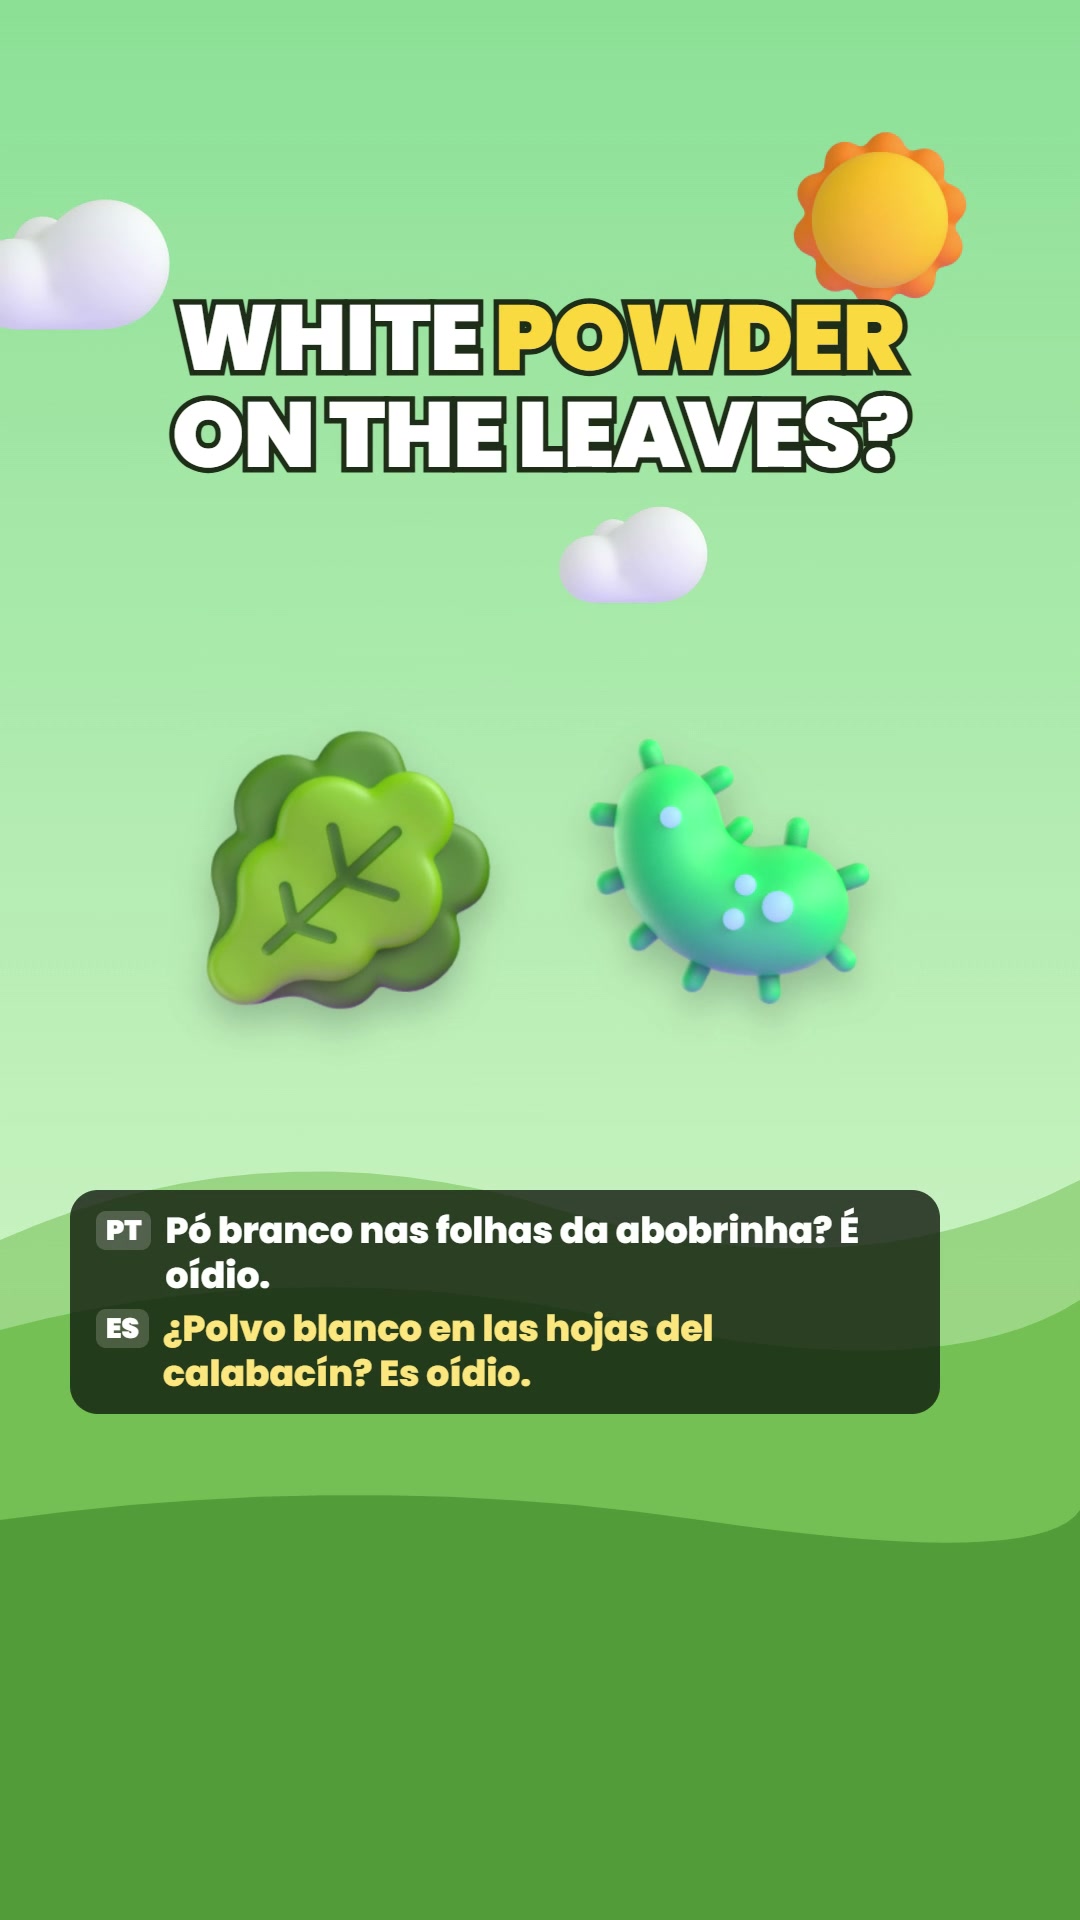 WHITE POWDER
ON THE LEAVES?
PT Pó branco nas folhas da abobrinha? É
oídio.
ES ¿Polvo blanco en las hojas del
calabacín? Es oídio.